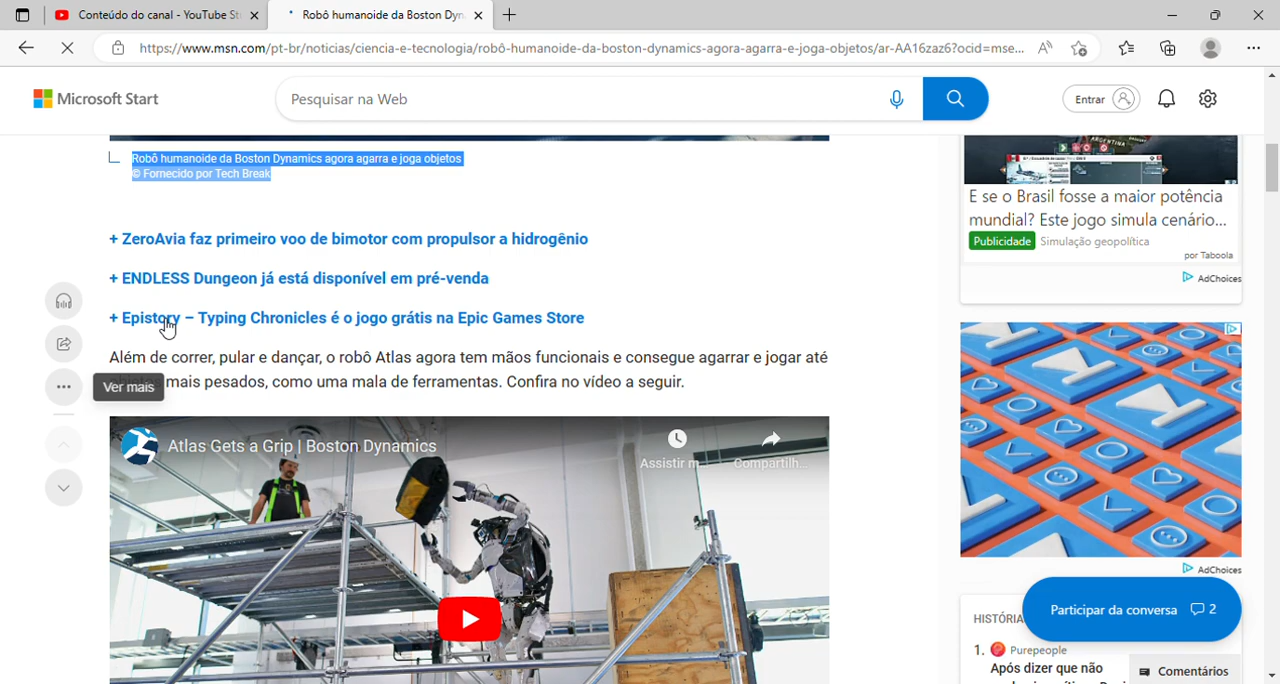 Conteúdo do canal - YouTube St
Robô humanoide da Boston Dyn
https://www.msn.com/pt-br/noticias/ciencia-e-tecnologia/robô-humanoide-da-boston-dynamics-agora-agarra-e-joga-objetos/ar-AA16zaz6?ocid=mse...
Microsoft Start
Pesquisar na Web
Entrar
Robô humanoide da Boston Dynamics agora agarra e joga objetos
© Fornecido por Tech Break
+ ZeroAvia faz primeiro voo de bimotor com propulsor a hidrogênio
+ ENDLESS Dungeon já está disponível em pré-venda
+ Epistory – Typing Chronicles é o jogo grátis na Epic Games Store
Além de correr, pular e dançar, o robô Atlas agora tem mãos funcionais e consegue agarrar e jogar até
mais pesados, como uma mala de ferramentas. Confira no vídeo a seguir.
Ver mais
Atlas Gets a Grip | Boston Dynamics
Assistir m...
Compartilh...
E se o Brasil fosse a maior potência
mundial? Este jogo simula cenário...
Publicidade Simulação geopolítica
por Taboola
AdChoices
AdChoices
Participar da conversa 2
HISTÓRIA
1. Purepeople
Após dizer que não
Comentários